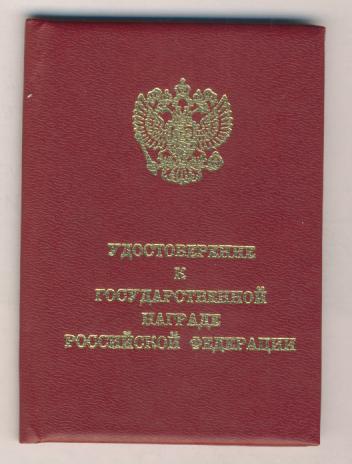 УДОСТОВЕРЕНИЕ
К
ГОСУДАРСТВЕННОЙ
НАГРАДЕ
РОССИЙСКОЙ ФЕДЕРАЦИИ